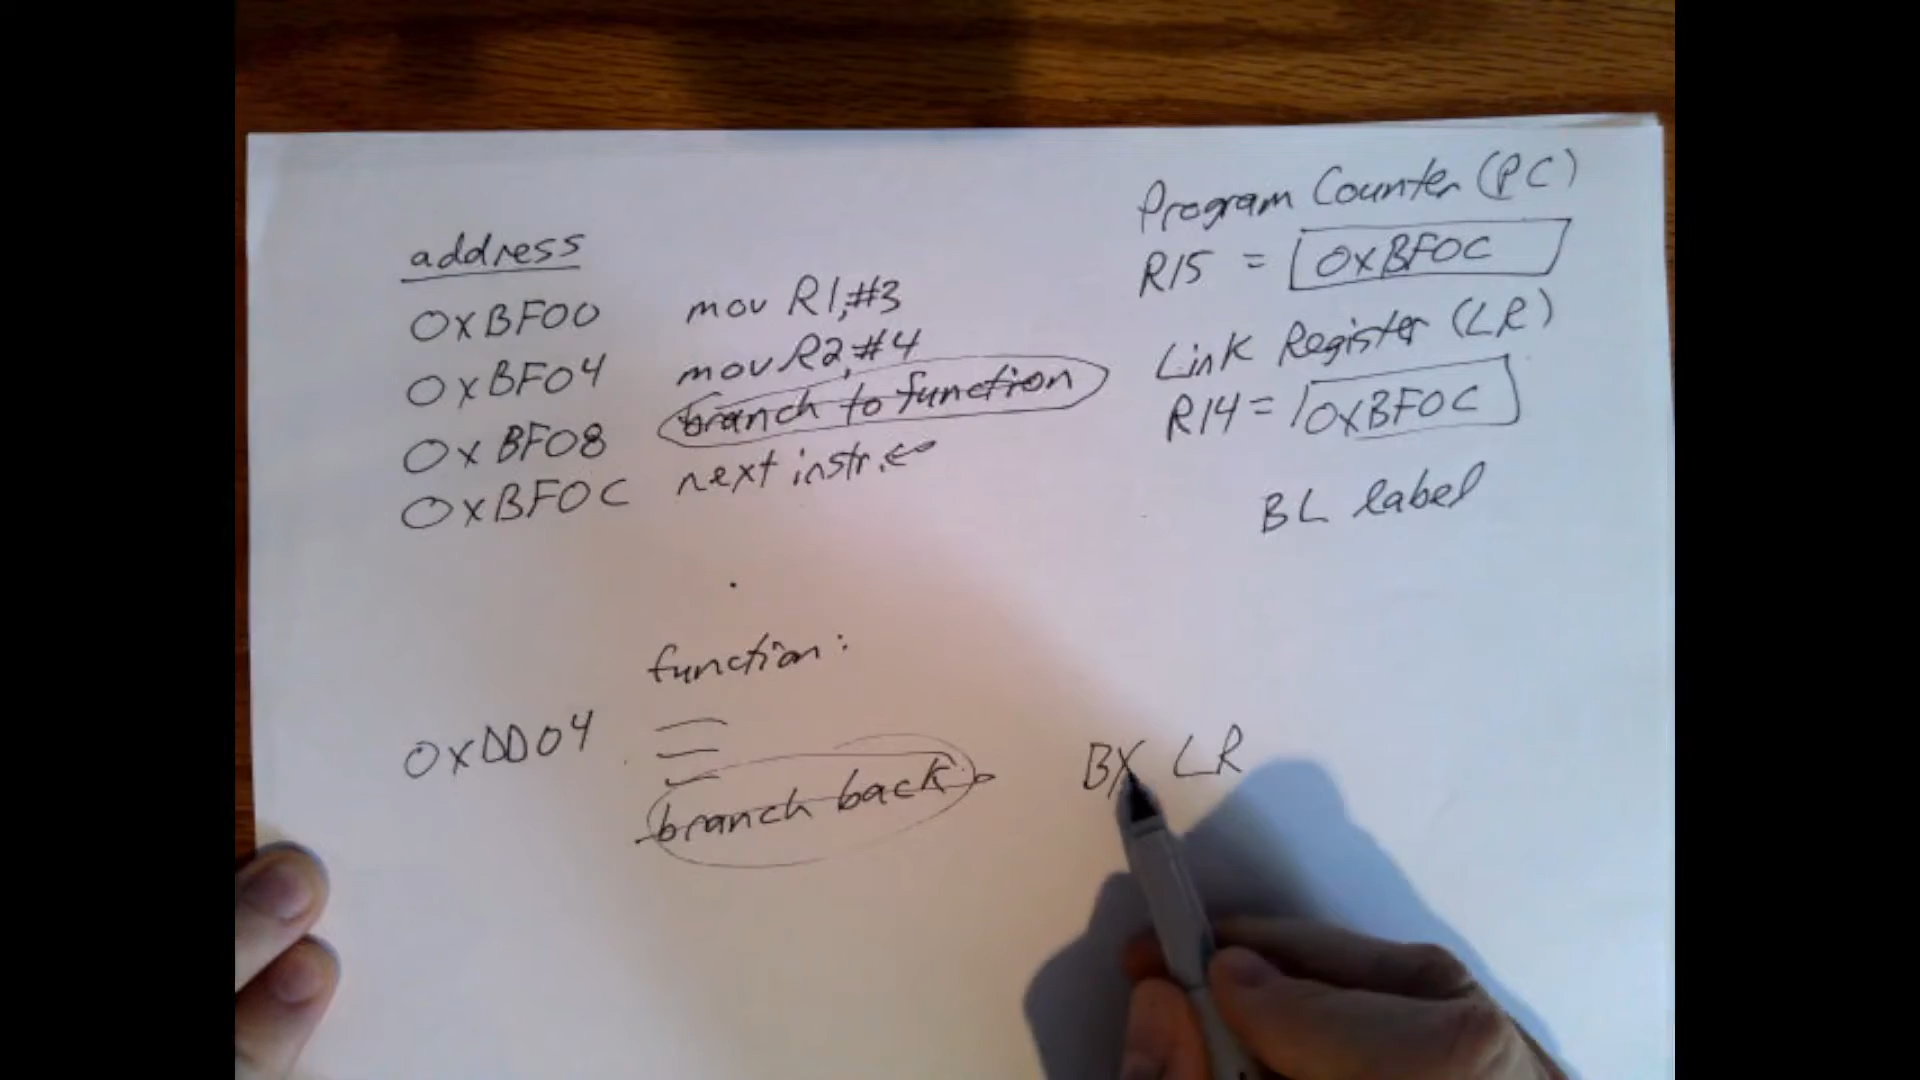 address
0xBF00 mov R1,#3
0xBF04 mov R2,#4
0xBF08 branch to function
0xBF0C next instr.
Program Counter (PC)
R15 = 0xBF0C
Link Register (LR)
R14 = 0xBF0C
BL label
function:
0xDD04
branch back
BX LR